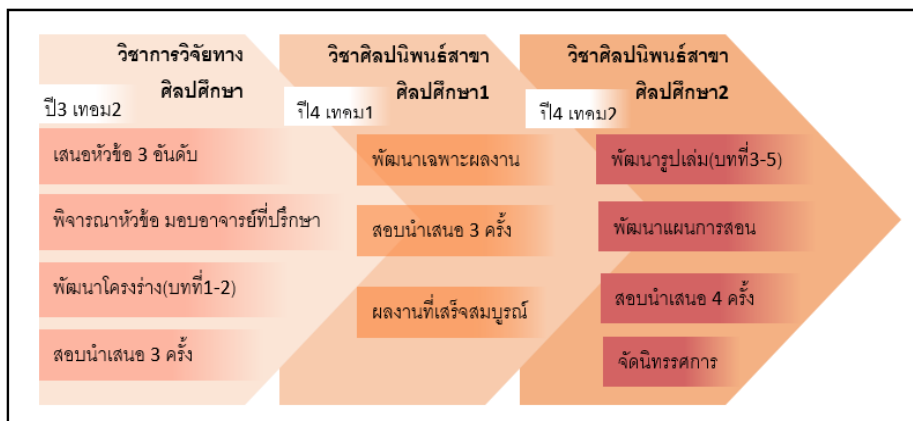 วิชาการวิจัยทาง
ศิลปศึกษา
ปี3 เทอม2
เสนอหัวข้อ 3 อันดับ
พิจารณาหัวข้อ มอบอาจารย์ที่ปรึกษา
พัฒนาโครงร่าง(บทที่1-2)
สอบนำเสนอ 3 ครั้ง
วิชาศิลปนิพนธ์สาขา
ศิลปศึกษา1
ปี4 เทอม1
พัฒนาเฉพาะผลงาน
สอบนำเสนอ 3 ครั้ง
ผลงานที่เสร็จสมบูรณ์
วิชาศิลปนิพนธ์สาขา
ศิลปศึกษา2
ปี4 เทอม2
พัฒนารูปเล่ม(บทที่3-5)
พัฒนาแผนการสอน
สอบนำเสนอ 4 ครั้ง
จัดนิทรรศการ